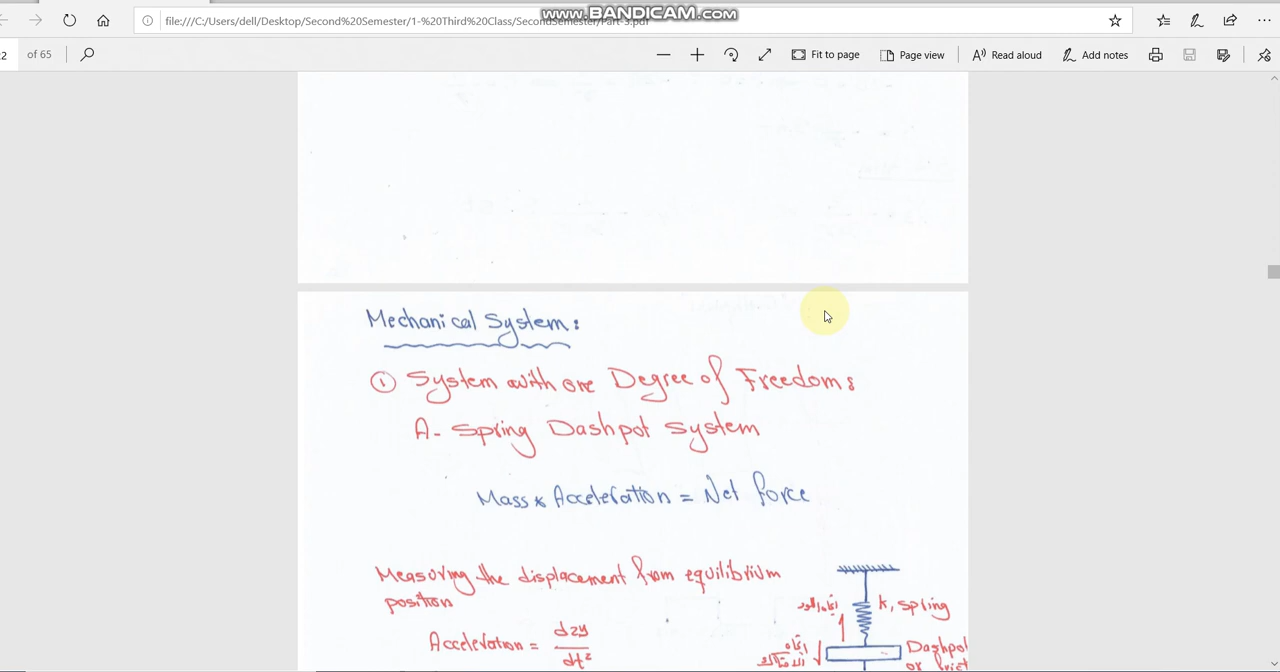 www.BANDICAM.com
file:///C:/Users/dell/Desktop/Second%20Semester/1-%20Third%20Class/SecondSemester/Part-3.pdf
2 of 65
Fit to page
Page view
Read aloud
Add notes
Mechanical System:
① System with one Degree of Freedom:
A- Spring Dashpot System
Mass * Acceleration = Net force
Measuring the displacement from equilibrium
position
k, spring
Acceleration = d2y/dt²
Dashpot
or